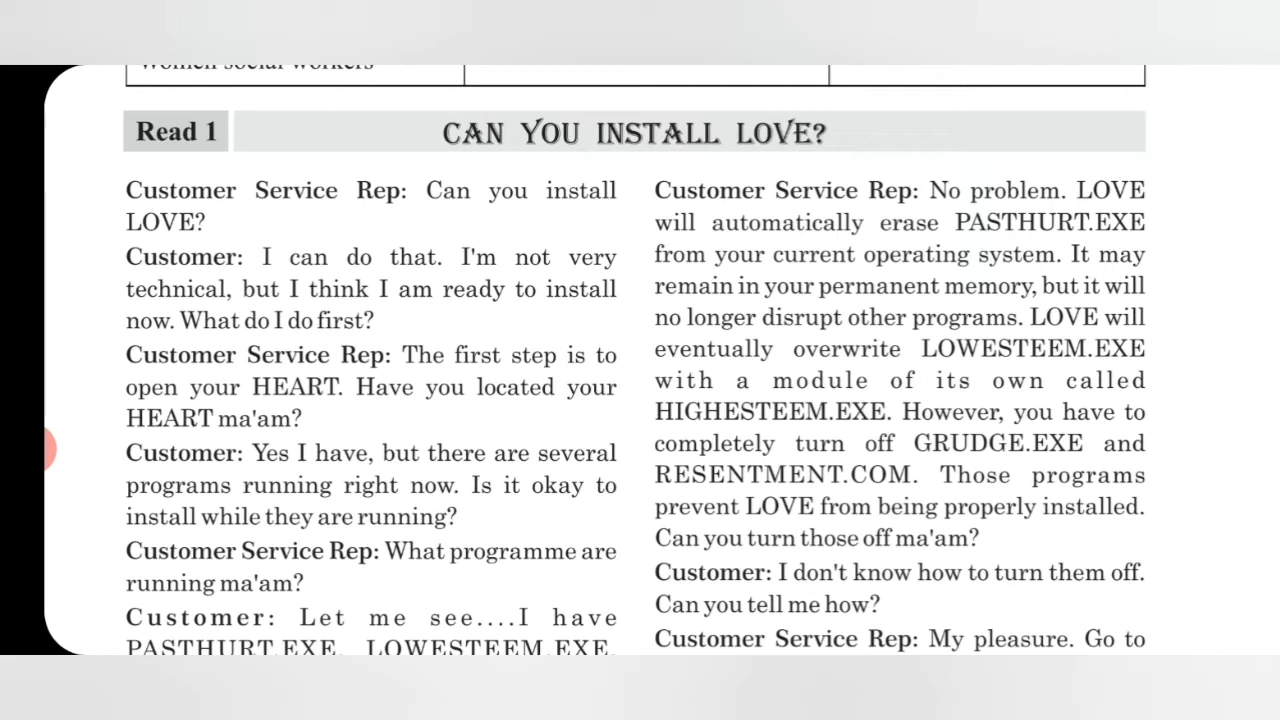 Women social workers
Read 1
CAN YOU INSTALL LOVE?
Customer Service Rep: Can you install
LOVE?
Customer: I can do that. I'm not very
technical, but I think I am ready to install
now. What do I do first?
Customer Service Rep: The first step is to
open your HEART. Have you located your
HEART ma'am?
Customer: Yes I have, but there are several
programs running right now. Is it okay to
install while they are running?
Customer Service Rep: What programme are
running ma'am?
Customer: Let me see....I have
PASTHURT.EXE, LOWESTEEM.EXE,
Customer Service Rep: No problem. LOVE
will automatically erase PASTHURT.EXE
from your current operating system. It may
remain in your permanent memory, but it will
no longer disrupt other programs. LOVE will
eventually overwrite LOWESTEEM.EXE
with a module of its own called
HIGHESTEEM.EXE. However, you have to
completely turn off GRUDGE.EXE and
RESENTMENT.COM. Those programs
prevent LOVE from being properly installed.
Can you turn those off ma'am?
Customer: I don't know how to turn them off.
Can you tell me how?
Customer Service Rep: My pleasure. Go to